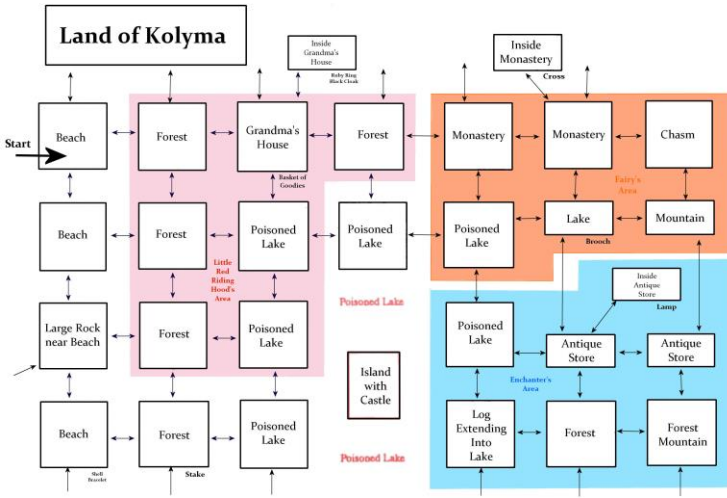 Land of Kolyma
Inside
Grandma's
House
Ruby Ring
Black Cloak
Inside
Monastery
Cross
Start
Beach
Forest
Grandma's
House
Forest
Monastery
Monastery
Chasm
Basket of
Goodies
Fairy's
Area
Beach
Forest
Poisoned
Lake
Poisoned
Lake
Poisoned
Lake
Lake
Mountain
Brooch
Little
Red
Riding
Hood's
Area
Inside
Antique
Store
Lamp
Large Rock
near Beach
Forest
Poisoned
Lake
Poisoned Lake
Poisoned
Lake
Antique
Store
Antique
Store
Island
with
Castle
Enchanter's
Area
Beach
Forest
Poisoned
Lake
Log
Extending
Into
Lake
Forest
Forest
Mountain
Poisoned Lake
Shell
Bracelet
Stake